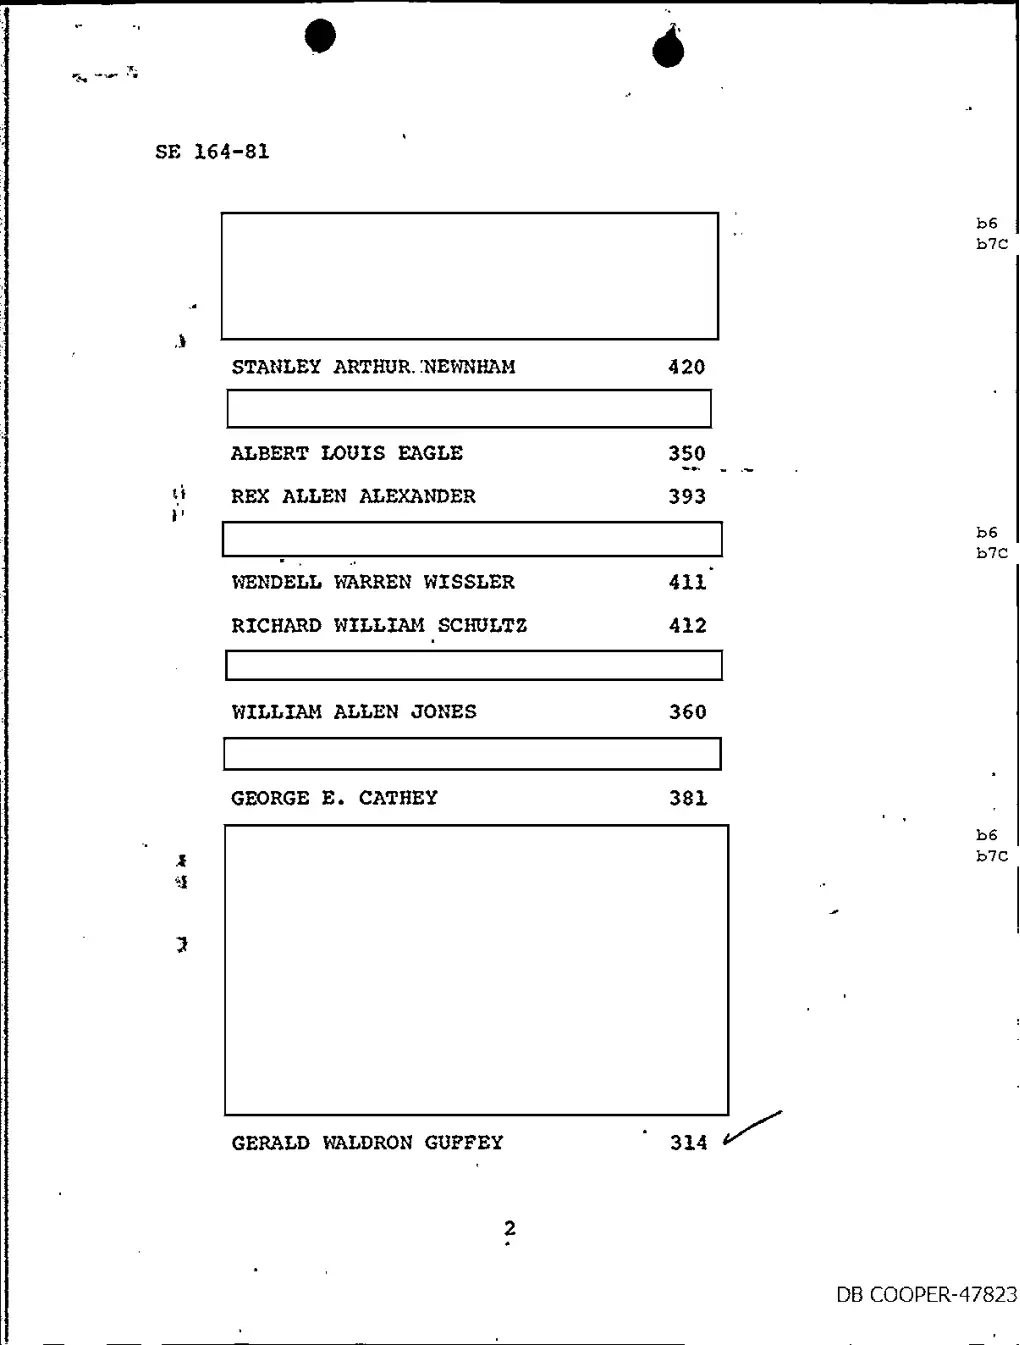 SE 164-81
b6
b7C
STANLEY ARTHUR NEWNHAM 420
ALBERT LOUIS EAGLE 350
REX ALLEN ALEXANDER 393
b6
b7C
WENDELL WARREN WISSLER 411
RICHARD WILLIAM SCHULTZ 412
WILLIAM ALLEN JONES 360
GEORGE E. CATHEY 381
b6
b7C
GERALD WALDRON GUFFEY 314
2
DB COOPER-47823